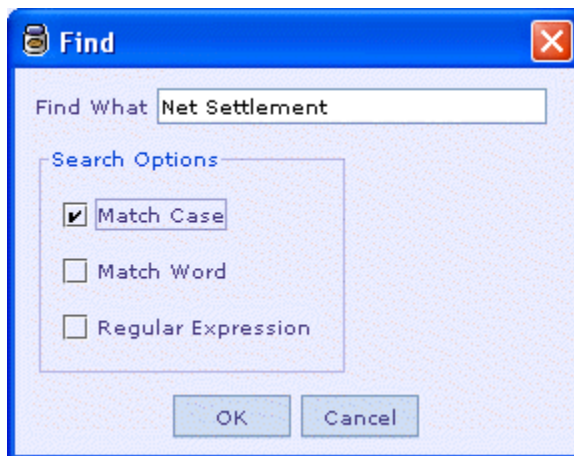 Find
Find What Net Settlement
Search Options
Match Case
Match Word
Regular Expression
OK Cancel